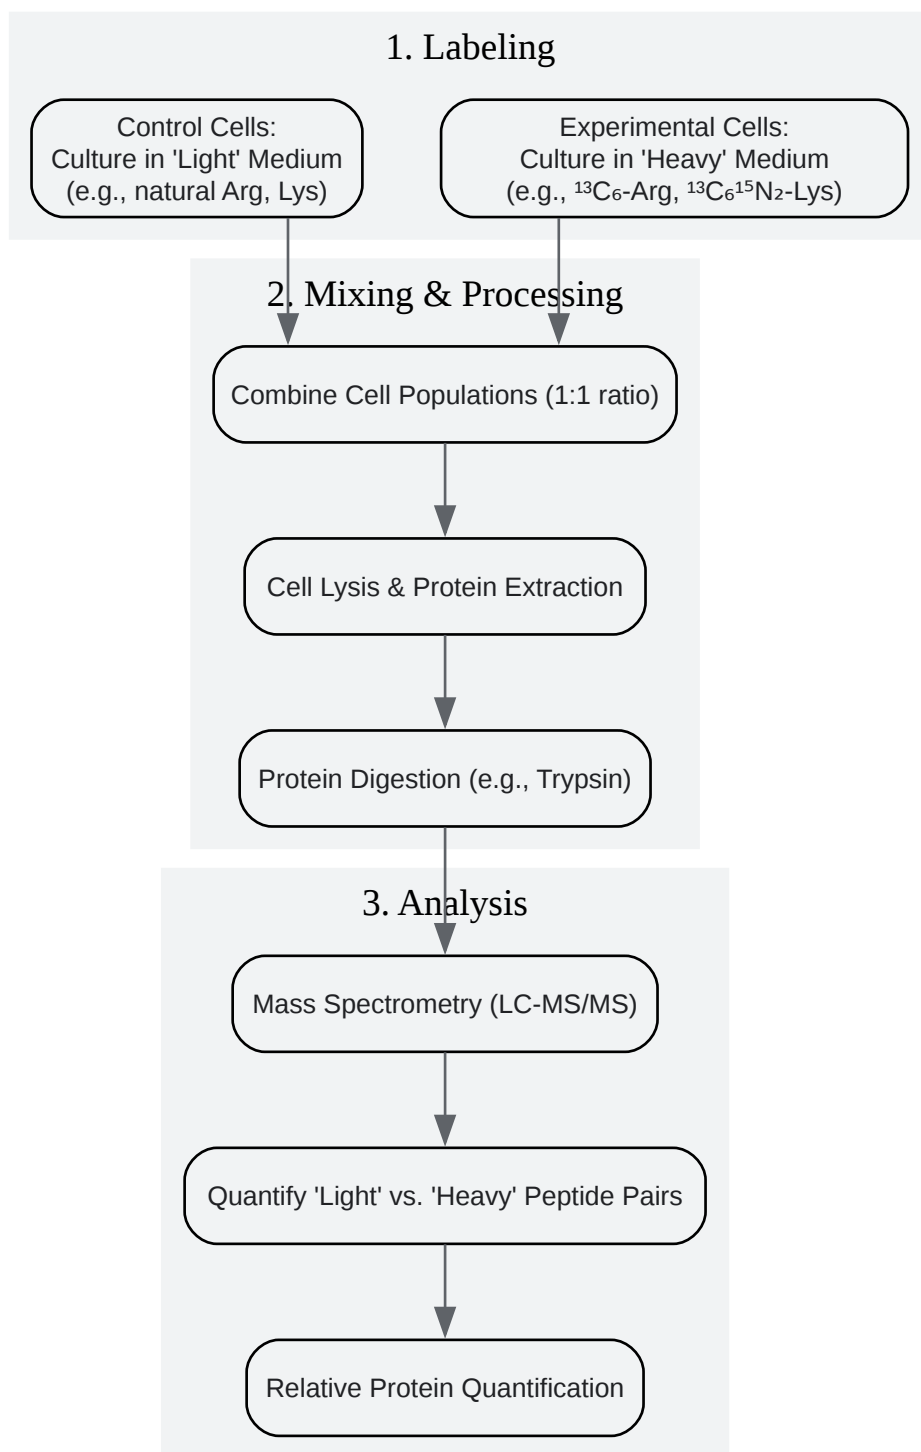 1. Labeling
Control Cells:
Culture in 'Light' Medium
(e.g., natural Arg, Lys)
Experimental Cells:
Culture in 'Heavy' Medium
(e.g., ¹³C₆-Arg, ¹³C₆¹⁵N₂-Lys)
2. Mixing & Processing
Combine Cell Populations (1:1 ratio)
Cell Lysis & Protein Extraction
Protein Digestion (e.g., Trypsin)
3. Analysis
Mass Spectrometry (LC-MS/MS)
Quantify 'Light' vs. 'Heavy' Peptide Pairs
Relative Protein Quantification